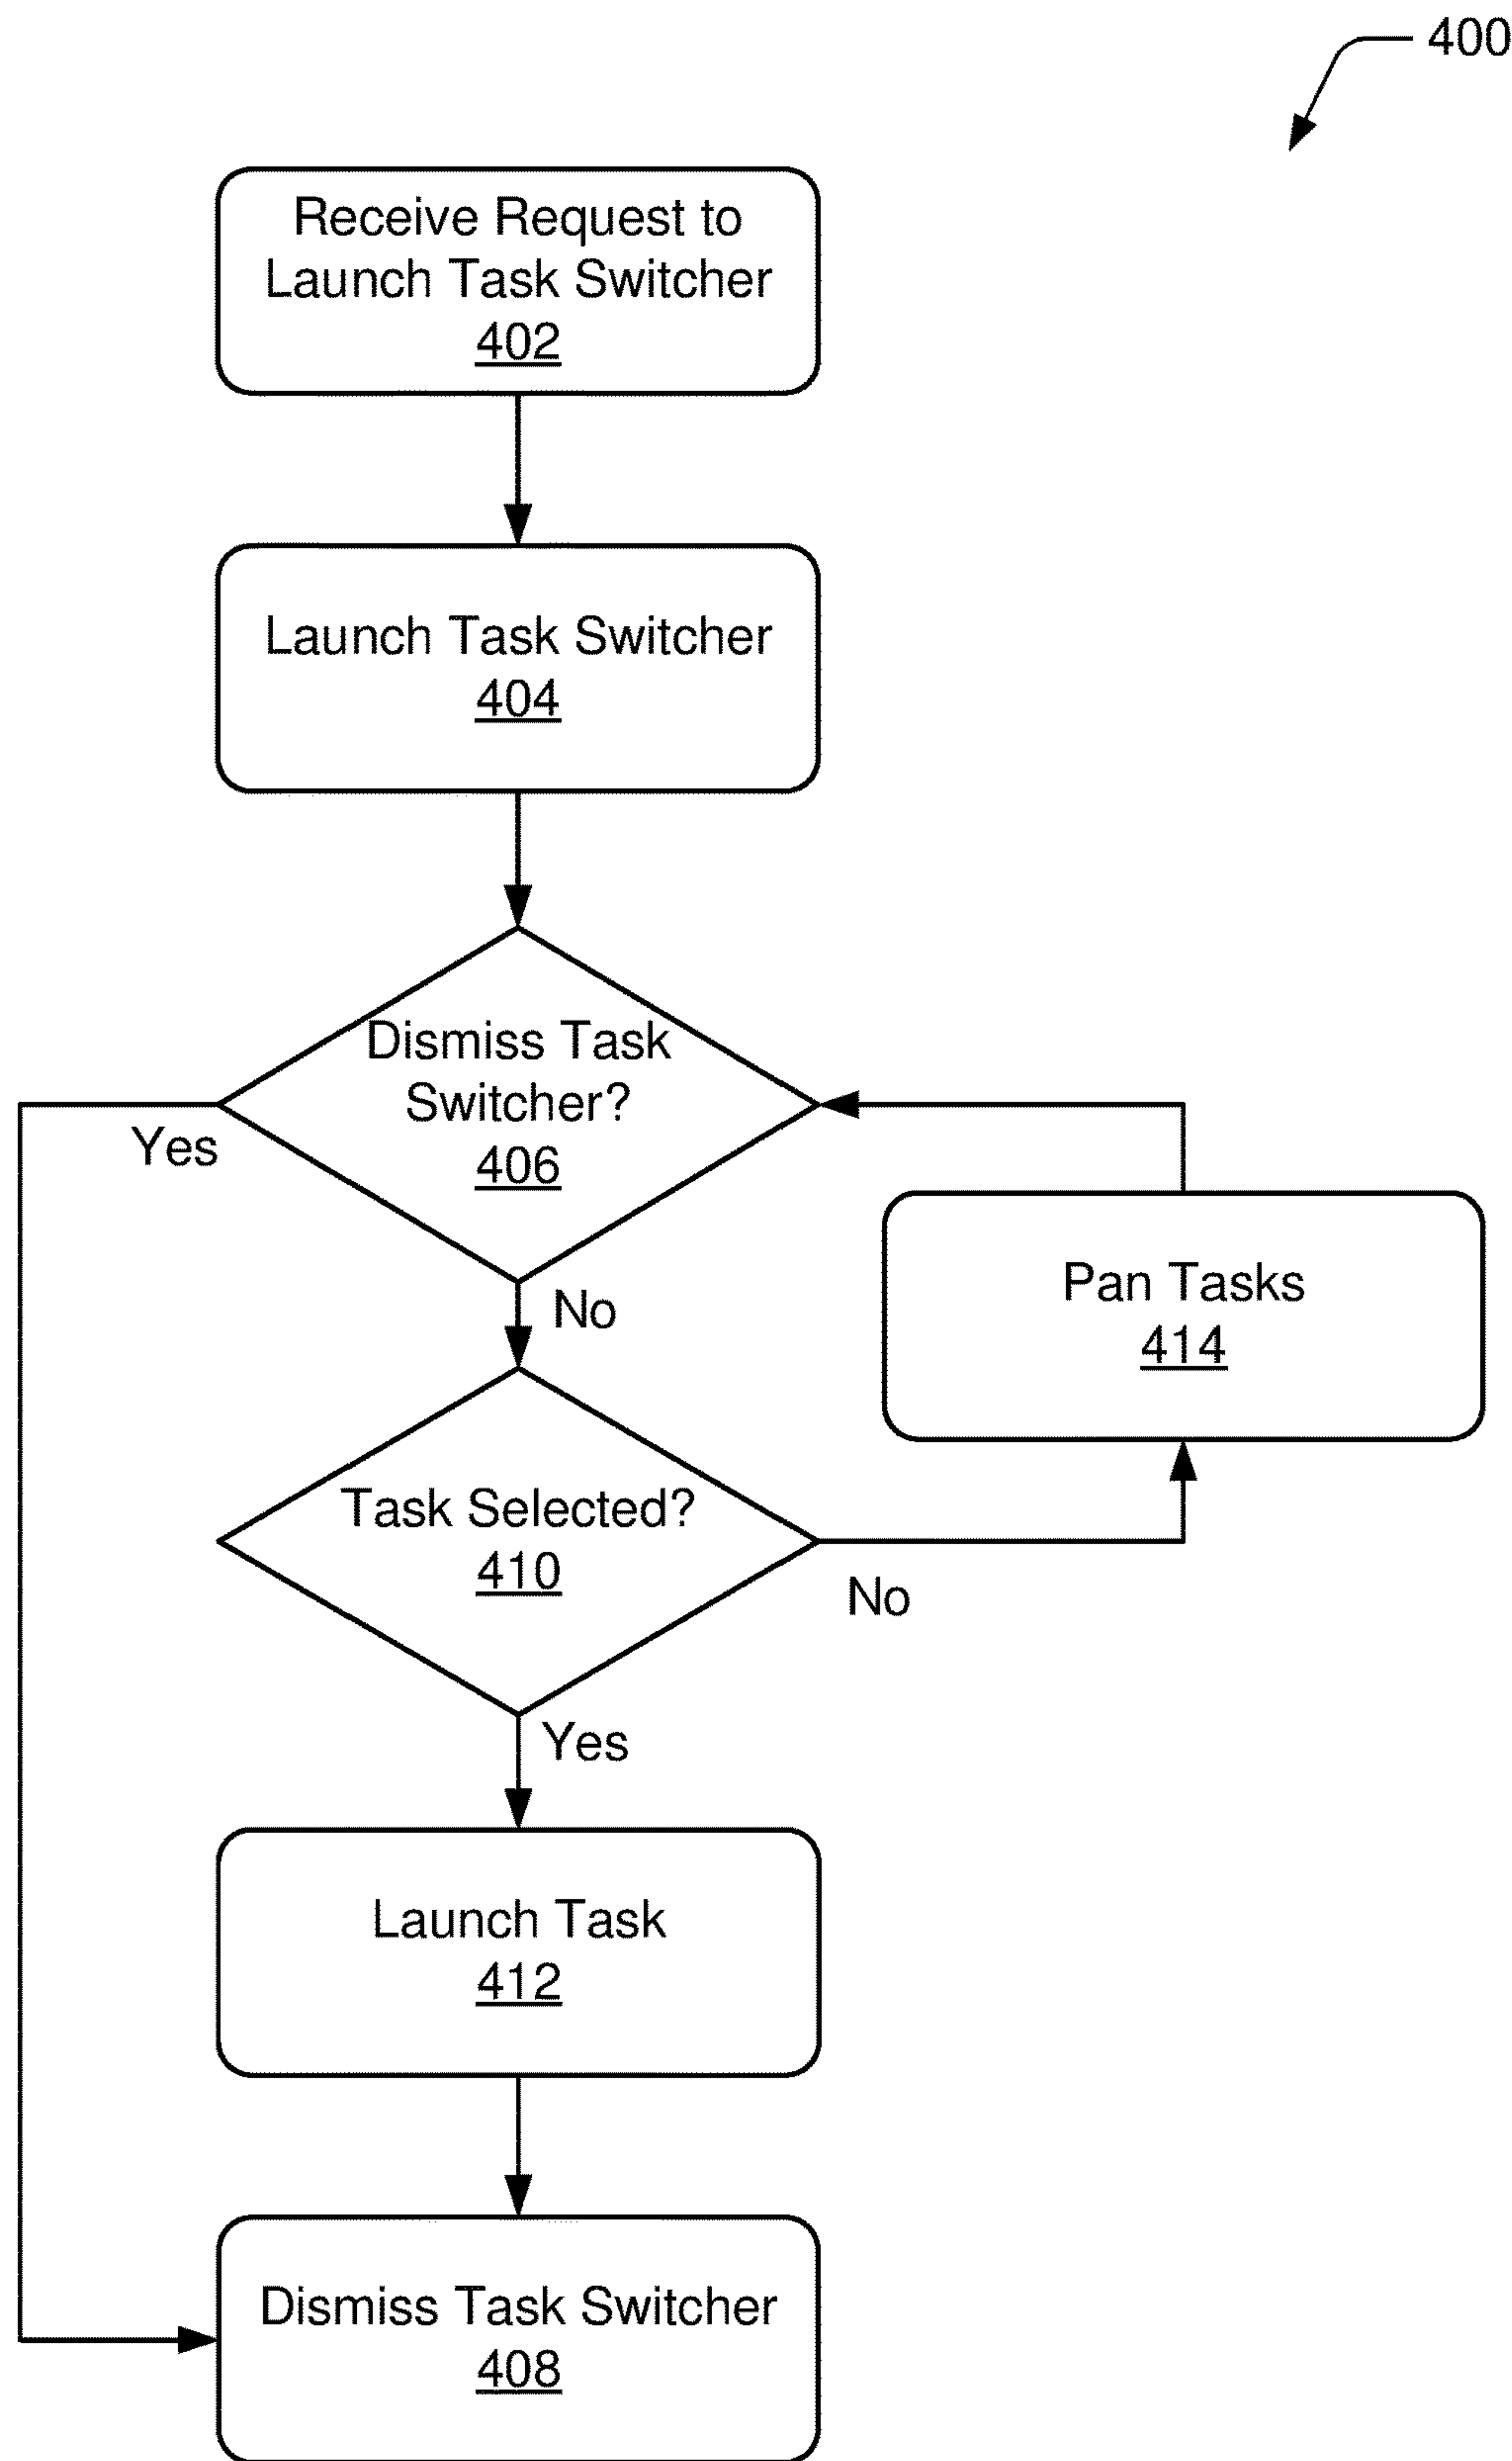 400
Receive Request to
Launch Task Switcher
402
Launch Task Switcher
404
Dismiss Task
Switcher?
406
Yes
No
Pan Tasks
414
Task Selected?
410
No
Yes
Launch Task
412
Dismiss Task Switcher
408